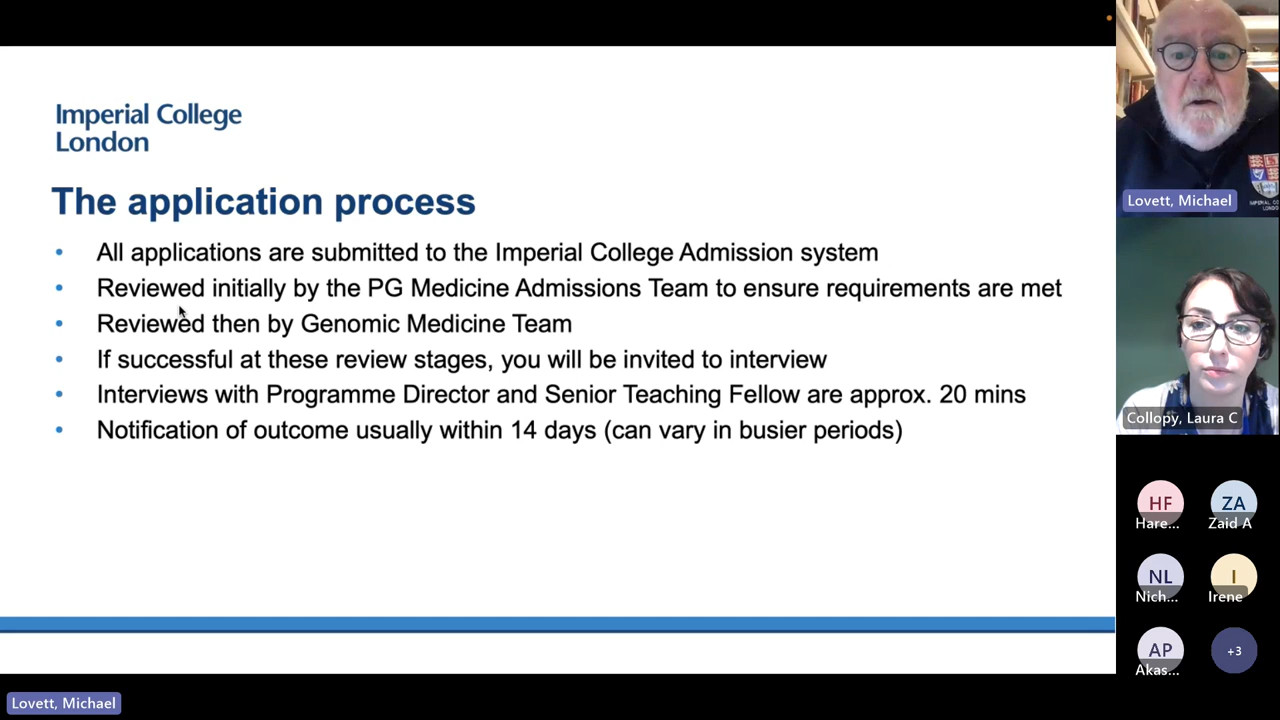 Imperial College
London
The application process
• All applications are submitted to the Imperial College Admission system
• Reviewed initially by the PG Medicine Admissions Team to ensure requirements are met
• Reviewed then by Genomic Medicine Team
• If successful at these review stages, you will be invited to interview
• Interviews with Programme Director and Senior Teaching Fellow are approx. 20 mins
• Notification of outcome usually within 14 days (can vary in busier periods)
Lovett, Michael
Lovett, Michael
Collopy, Laura C
HF
Hare...
ZA
Zaid A
NL
Nich...
I
Irene
AP
Akas...
+3